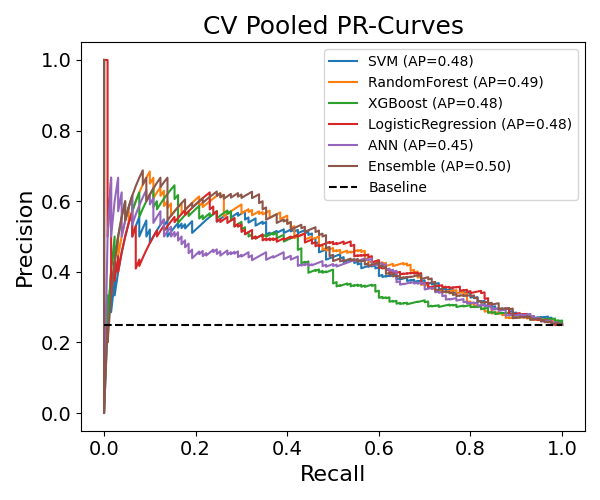 CV Pooled PR-Curves
1.0
0.8
0.6
0.4
0.2
0.0
Precision
SVM (AP=0.48)
RandomForest (AP=0.49)
XGBoost (AP=0.48)
LogisticRegression (AP=0.48)
ANN (AP=0.45)
Ensemble (AP=0.50)
Baseline
0.0 0.2 0.4 0.6 0.8 1.0
Recall